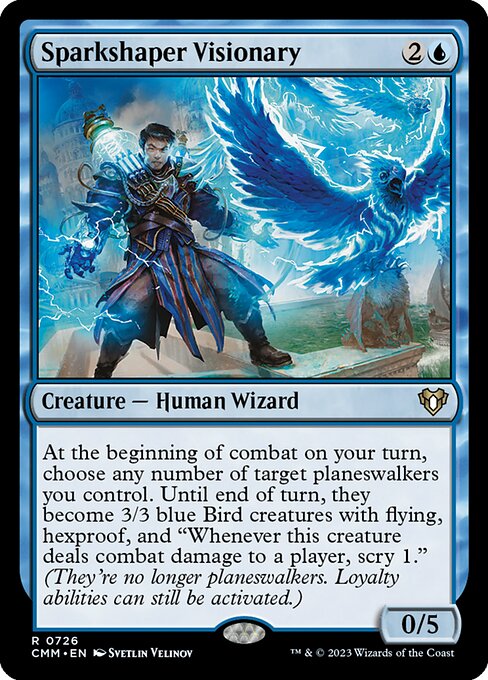 Sparkshaper Visionary 2
Creature — Human Wizard
At the beginning of combat on your turn,
choose any number of target planeswalkers
you control. Until end of turn, they
become 3/3 blue Bird creatures with flying,
hexproof, and “Whenever this creature
deals combat damage to a player, scry 1.”
(They’re no longer planeswalkers. Loyalty
abilities can still be activated.)
0/5
R 0726
CMM • EN Svetlin Velinov
™ & © 2023 Wizards of the Coast